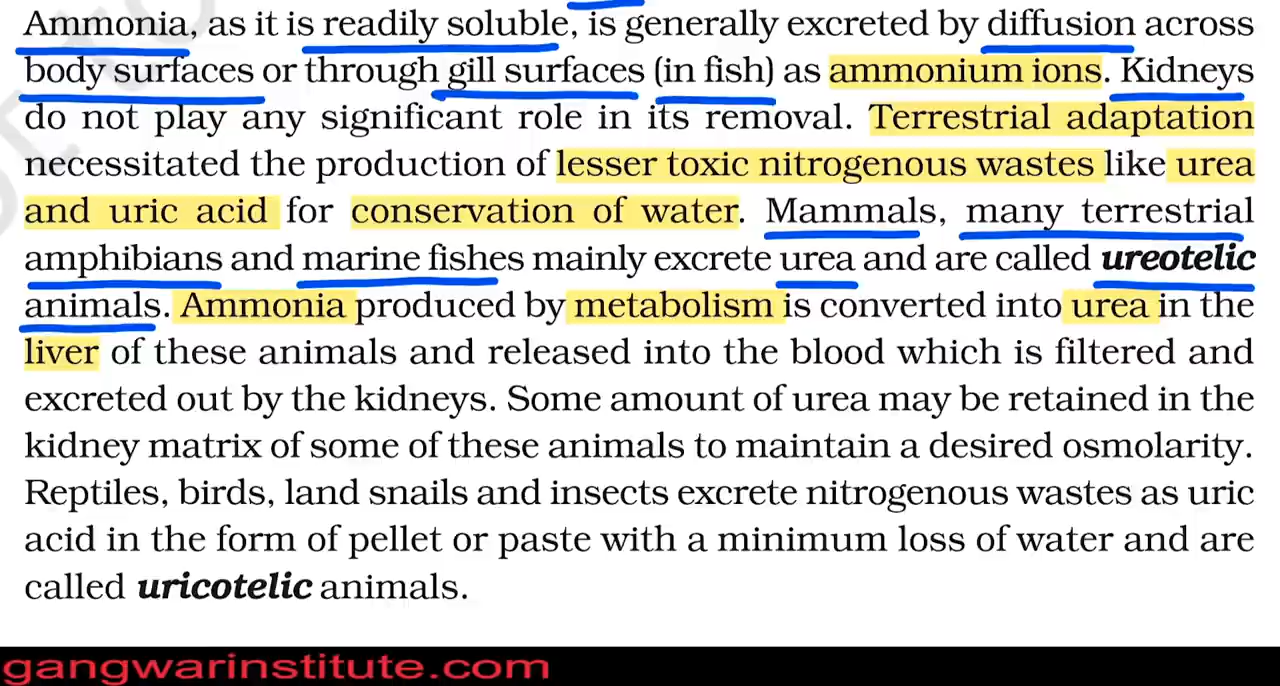 Ammonia, as it is readily soluble, is generally excreted by diffusion across
body surfaces or through gill surfaces (in fish) as ammonium ions. Kidneys
do not play any significant role in its removal. Terrestrial adaptation
necessitated the production of lesser toxic nitrogenous wastes like urea
and uric acid for conservation of water. Mammals, many terrestrial
amphibians and marine fishes mainly excrete urea and are called ureotelic
animals. Ammonia produced by metabolism is converted into urea in the
liver of these animals and released into the blood which is filtered and
excreted out by the kidneys. Some amount of urea may be retained in the
kidney matrix of some of these animals to maintain a desired osmolarity.
Reptiles, birds, land snails and insects excrete nitrogenous wastes as uric
acid in the form of pellet or paste with a minimum loss of water and are
called uricotelic animals.
gangwarinstitute.com